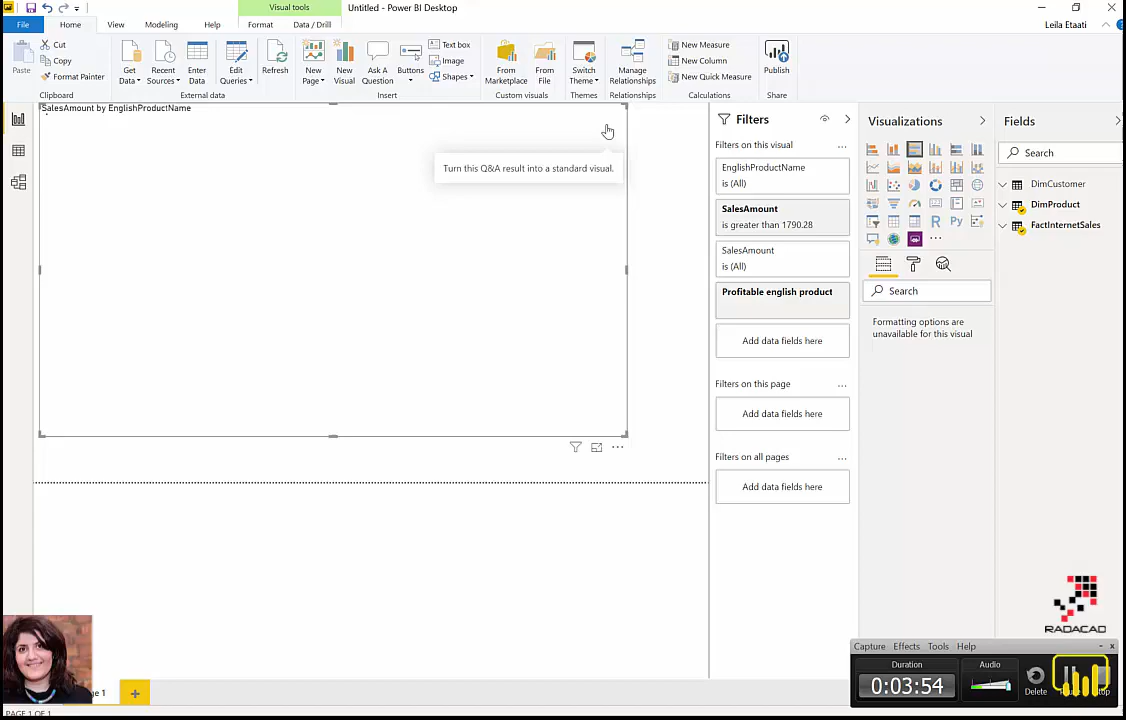 Visual tools
Untitled - Power BI Desktop
File
Home
View
Modeling
Help
Format
Data / Drill
Leila Etaati
Paste
Cut
Copy
Format Painter
Clipboard
Get Data
Recent Sources
Enter Data
Edit Queries
Refresh
External data
New Page
New Visual
Ask A Question
Buttons
Text box
Image
Shapes
Insert
From Marketplace
From File
Custom visuals
Switch Theme
Themes
Manage Relationships
Relationships
New Measure
New Column
New Quick Measure
Calculations
Publish
Share
SalesAmount by EnglishProductName
Turn this Q&A result into a standard visual.
Filters
Filters on this visual
...
EnglishProductName
is (All)
SalesAmount
is greater than 1790.28
SalesAmount
is (All)
Profitable english product
Add data fields here
Filters on this page
...
Add data fields here
Filters on all pages
...
Add data fields here
Visualizations
R
Py
Search
Formatting options are
unavailable for this visual
Fields
Search
DimCustomer
DimProduct
FactInternetSales
RADACAD
Capture
Effects
Tools
Help
Duration
0:03:54
Audio
Delete
PAGE 1 OF 1